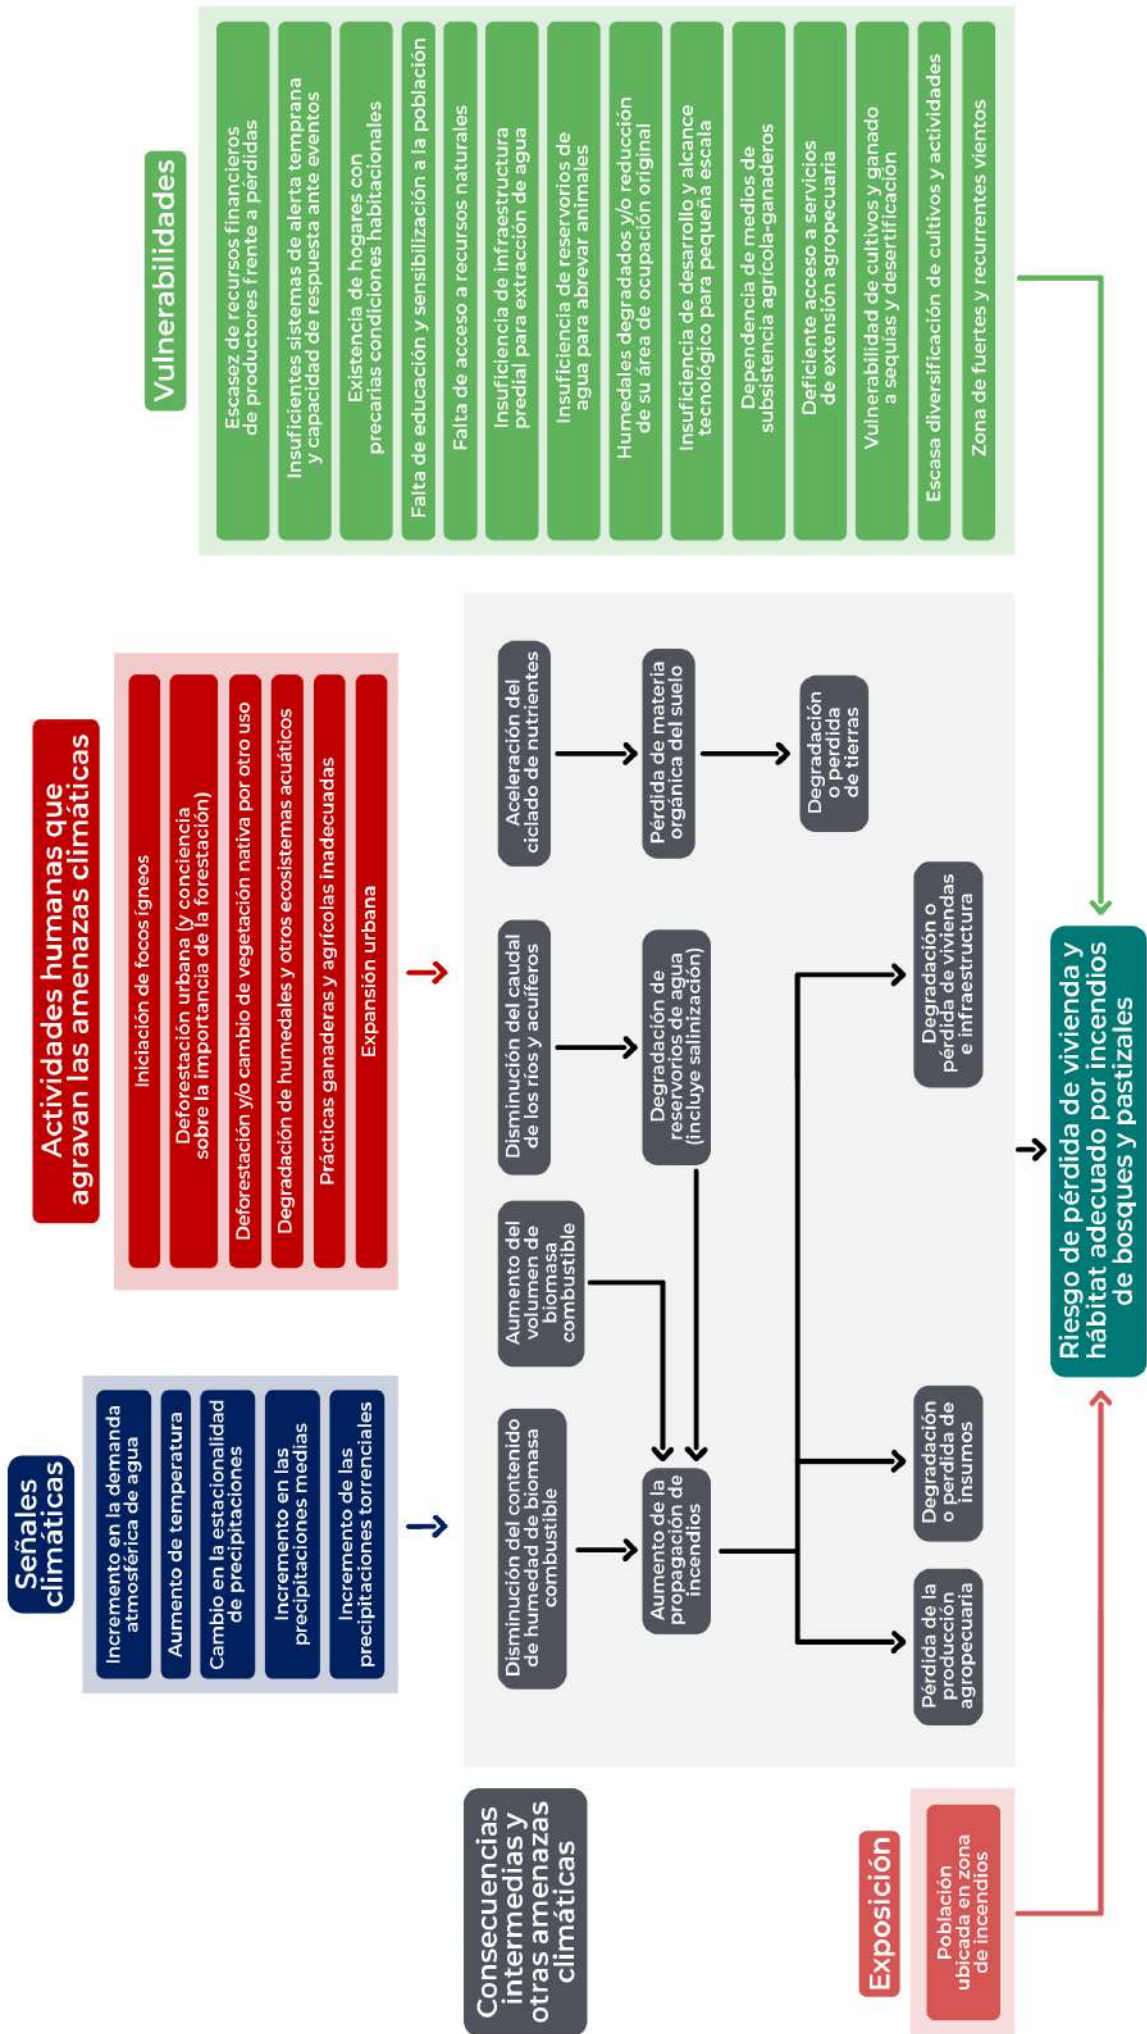 Señales
climáticas
Incremento en la demanda
atmosférica de agua
Aumento de temperatura
Cambio en la estacionalidad
de precipitaciones
Incremento en las
precipitaciones medias
Incremento de las
precipitaciones torrenciales
Actividades humanas que
agravan las amenazas climáticas
Iniciación de focos ígneos
Deforestación urbana (y conciencia
sobre la importancia de la forestación)
Deforestación y/o cambio de vegetación nativa por otro uso
Degradación de humedales y otros ecosistemas acuáticos
Prácticas ganaderas y agrícolas inadecuadas
Expansión urbana
Vulnerabilidades
Escasez de recursos financieros
de productores frente a pérdidas
Insuficientes sistemas de alerta temprana
y capacidad de respuesta ante eventos
Existencia de hogares con
precarias condiciones habitacionales
Falta de educación y sensibilización a la población
Falta de acceso a recursos naturales
Insuficiencia de infraestructura
predial para extracción de agua
Insuficiencia de reservorios de
agua para abrevar animales
Humedales degradados y/o reducción
de su área de ocupación original
Insuficiencia de desarrollo y alcance
tecnológico para pequeña escala
Dependencia de medios de
subsistencia agrícola-ganaderos
Deficiente acceso a servicios
de extensión agropecuaria
Vulnerabilidad de cultivos y ganado
a sequías y desertificación
Escasa diversificación de cultivos y actividades
Zona de fuertes y recurrentes vientos
Consecuencias
intermedias y
otras amenazas
climáticas
Disminución del contenido
de humedad de biomasa
combustible
Aumento del
volumen de
biomasa
combustible
Disminución del caudal
de los ríos y acuíferos
Aceleración del
ciclado de nutrientes
Aumento de la
propagación de
incendios
Degradación de
reservorios de agua
(incluye salinización)
Pérdida de materia
orgánica del suelo
Degradación
o perdida
de tierras
Pérdida de la
producción
agropecuaria
Degradación
o perdida de
insumos
Degradación o
pérdida de viviendas
e infraestructura
Exposición
Población
ubicada en zona
de incendios
Riesgo de pérdida de vivienda y
hábitat adecuado por incendios
de bosques y pastizales